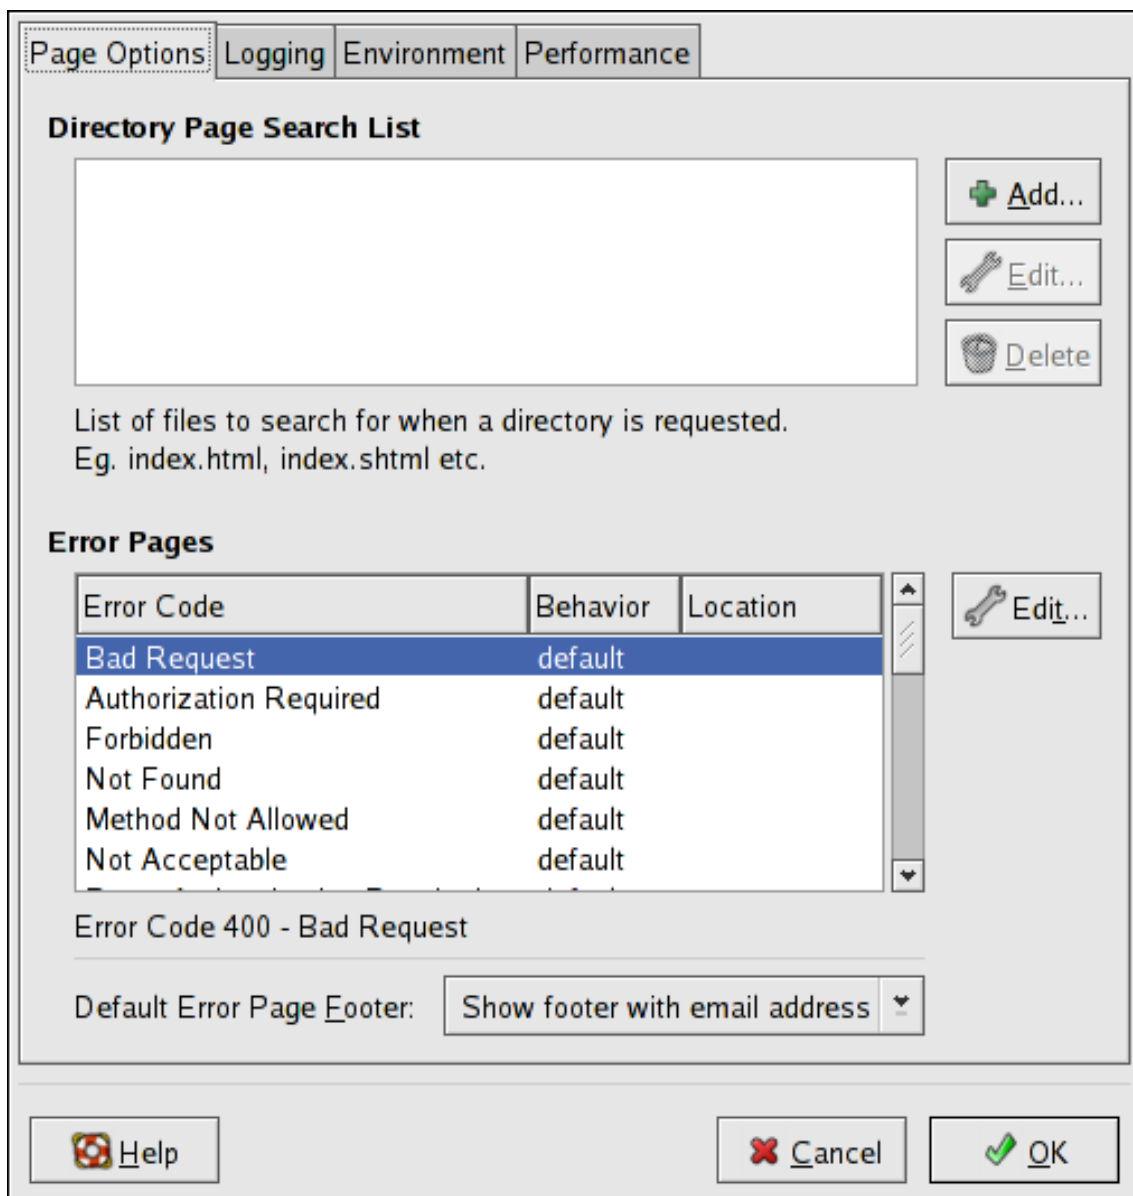 Page Options Logging Environment Performance
Directory Page Search List
Add...
Edit...
Delete
List of files to search for when a directory is requested.
Eg. index.html, index.shtml etc.
Error Pages
Error Code Behavior Location
Edit...
Bad Request default
Authorization Required default
Forbidden default
Not Found default
Method Not Allowed default
Not Acceptable default
Error Code 400 - Bad Request
Default Error Page Footer: Show footer with email address
Help Cancel OK